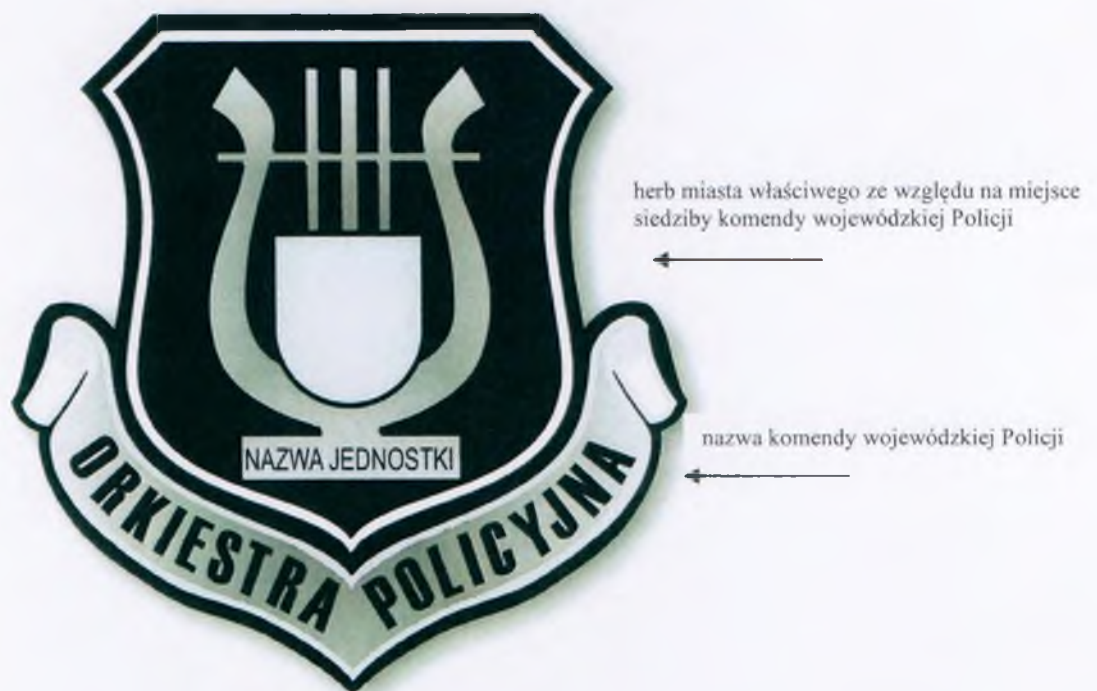 herb miasta właściwego ze względu na miejsce
siedziby komendy wojewódzkiej Policji
nazwa komendy wojewódzkiej Policji
NAZWA JEDNOSTKI
ORKIESTRA POLICYJNA